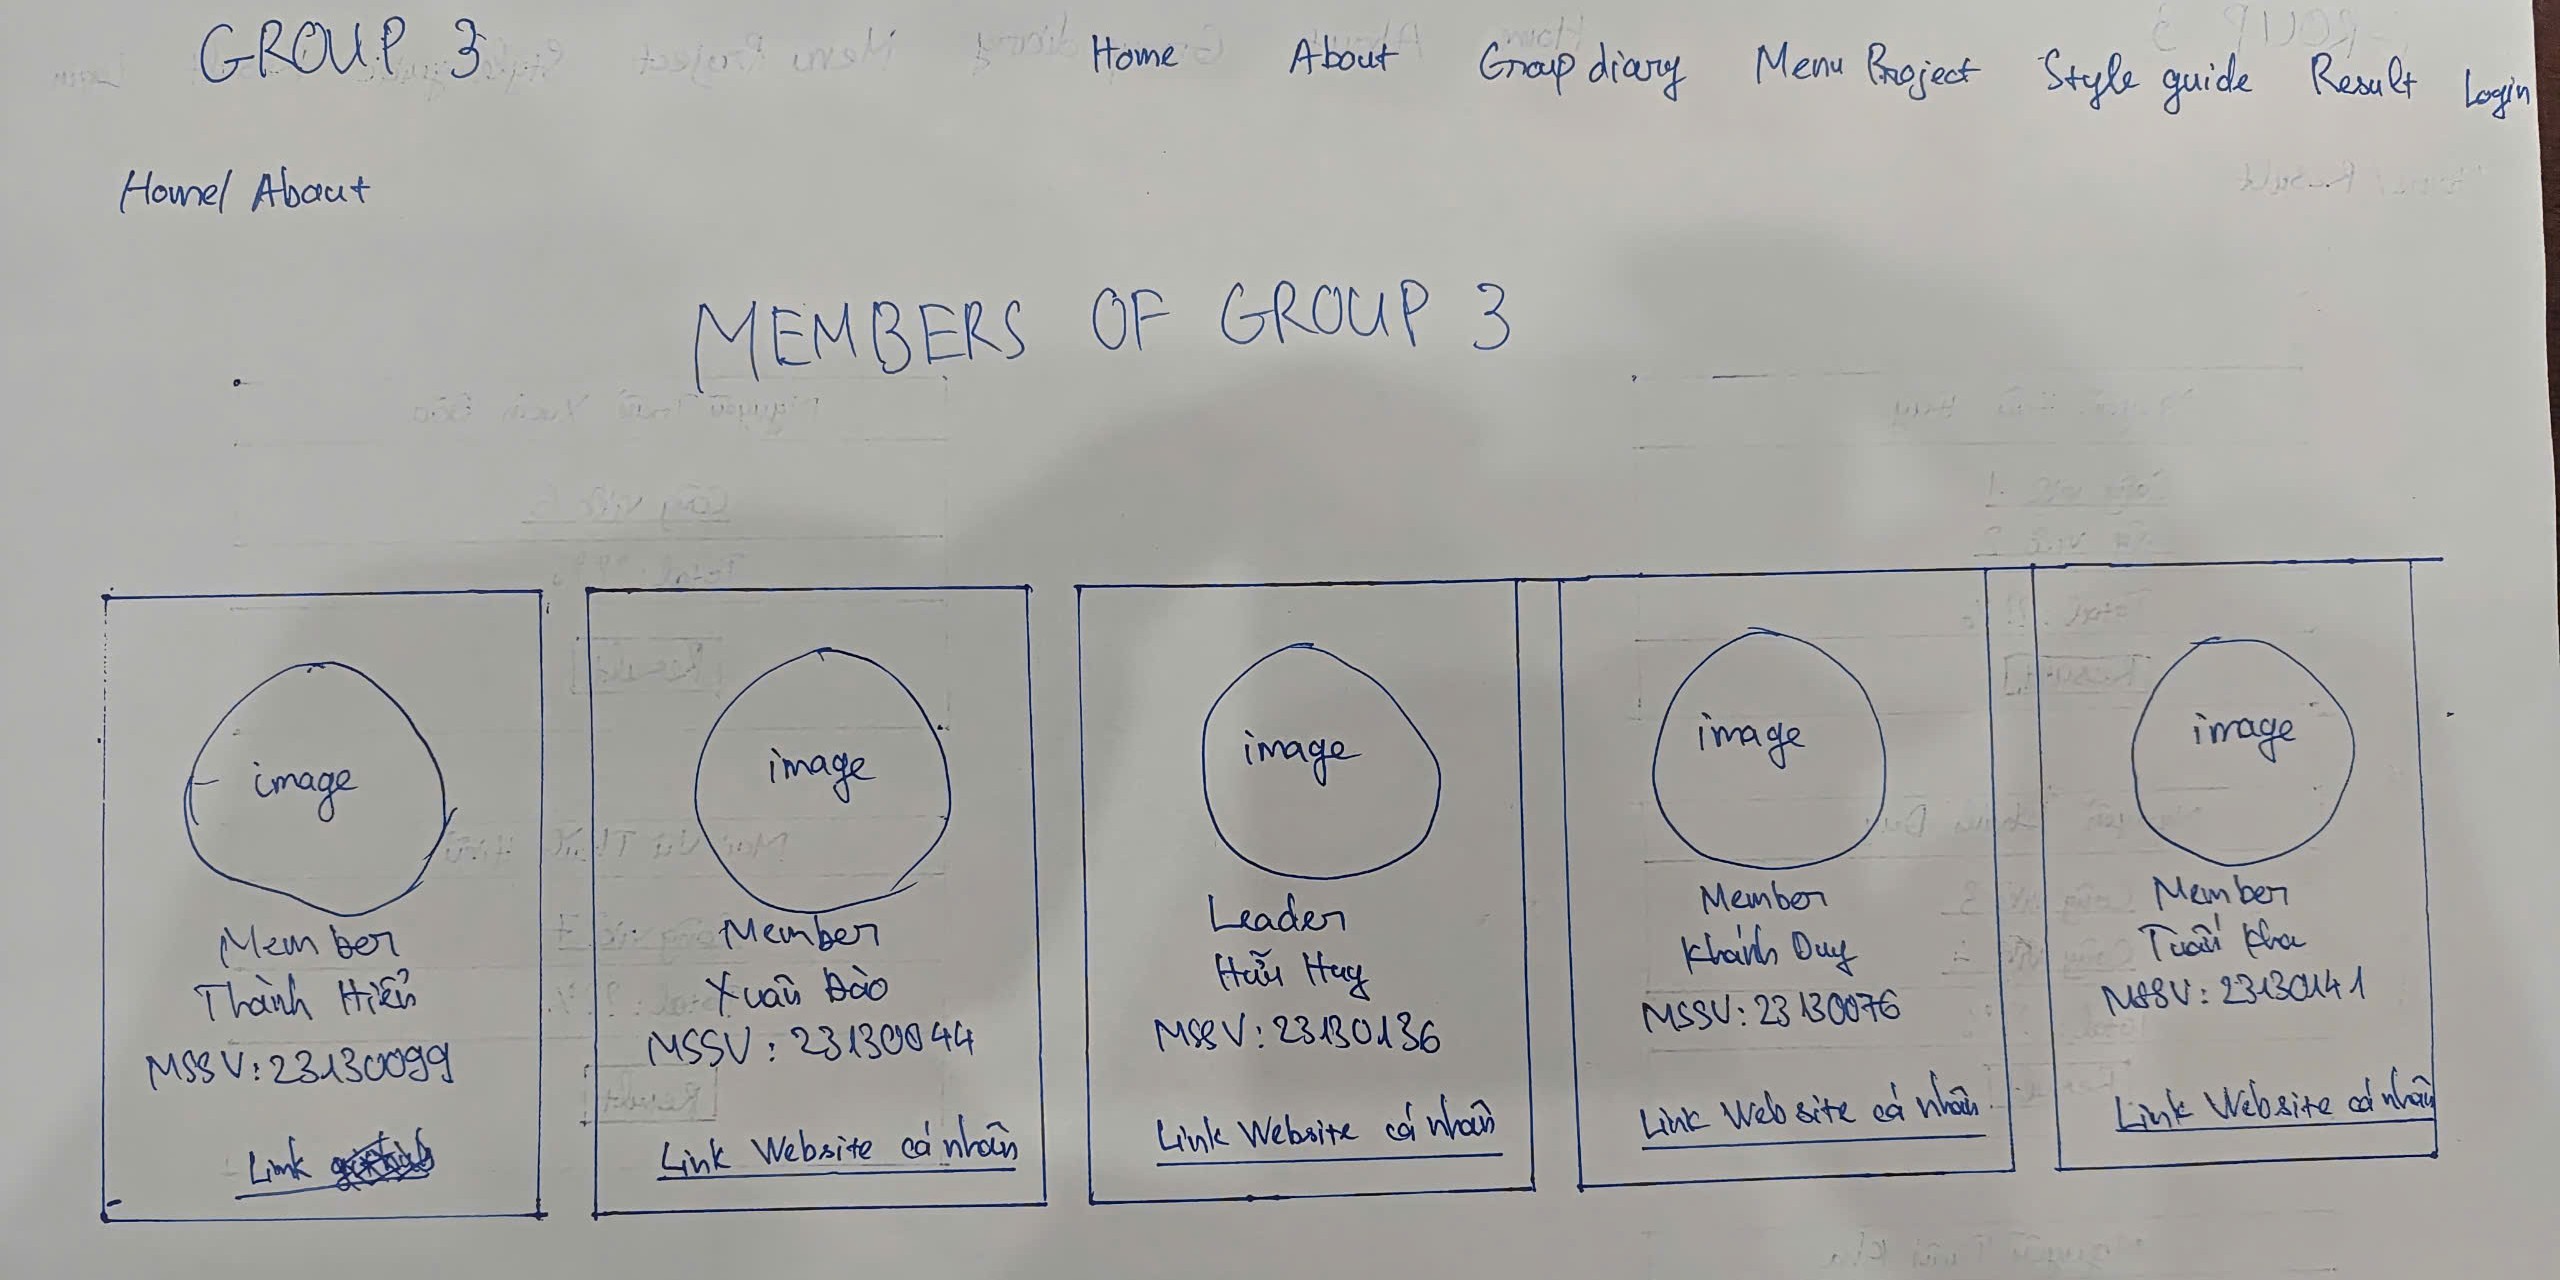 GROUP 3
Home About Group diary Menu Project Style guide Result Login
Home/ About
MEMBERS OF GROUP 3
image
Member
Thành Hiếu
MSSV: 23130099
Link
image
Member
Xuân Đào
MSSV: 23130044
Link Website cá nhân
image
Leader
Hữu Huy
MSSV: 23130136
Link Website cá nhân
image
Member
Khánh Duy
MSSV: 23130076
Link Website cá nhân
image
Member
Tuấn Kha
MSSV: 23130141
Link Website cá nhân